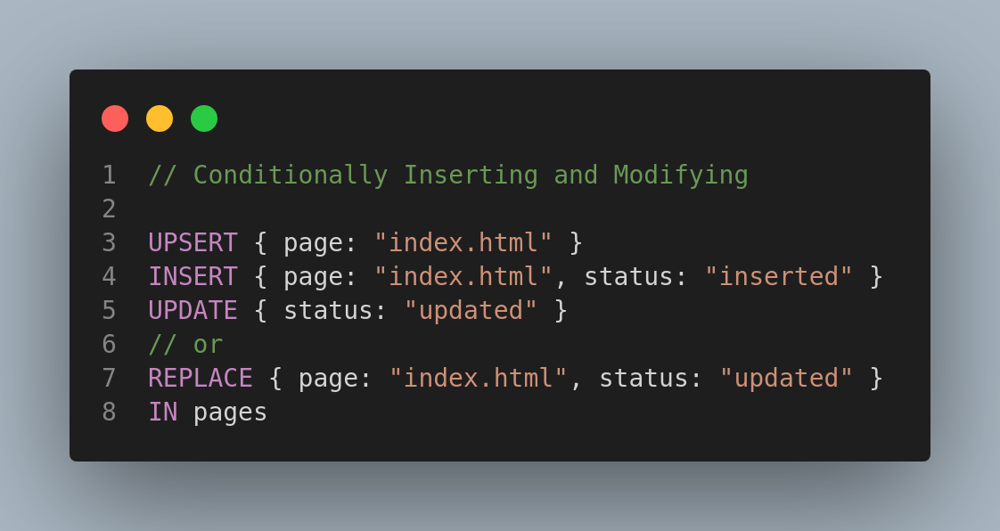 1 // Conditionally Inserting and Modifying
2
3 UPSERT { page: "index.html" }
4 INSERT { page: "index.html", status: "inserted" }
5 UPDATE { status: "updated" }
6 // or
7 REPLACE { page: "index.html", status: "updated" }
8 IN pages